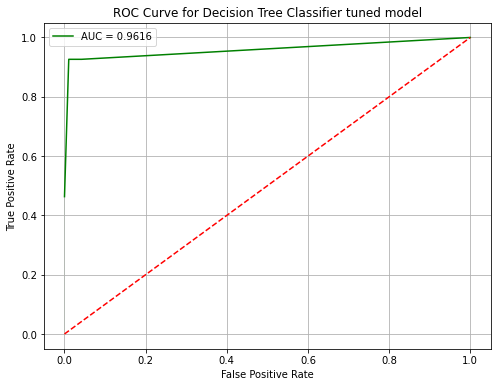 ROC Curve for Decision Tree Classifier tuned model
AUC = 0.9616
True Positive Rate
1.0
0.8
0.6
0.4
0.2
0.0
0.0 0.2 0.4 0.6 0.8 1.0
False Positive Rate